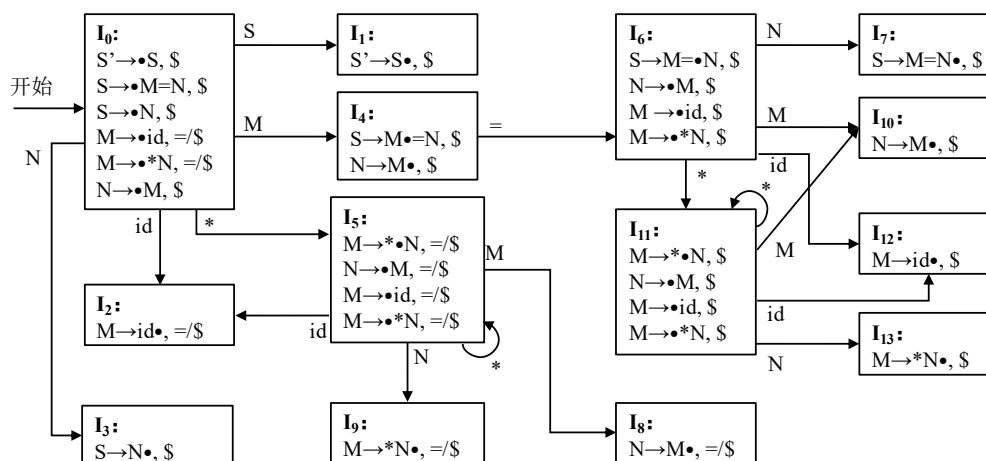 I₀:
S’→•S, $
S→•M=N, $
S→•N, $
M→•id, =/$
M→•*N, =/$
N→•M, $
开始
S
I₁:
S’→S•, $
M
I₄:
S→M•=N, $
N→M•, $
=
I₆:
S→M=•N, $
N→•M, $
M →•id, $
M→•*N, $
N
I₇:
S→M=N•, $
M
I₁₀:
N→M•, $
id
*
*
N
id
*
I₅:
M→*•N, =/$
N→•M, =/$
M→•id, =/$
M→•*N, =/$
M
I₁₁:
M→*•N, $
N→•M, $
M→•id, $
M→•*N, $
M
I₁₂:
M→id•, $
id
I₂:
M→id•, =/$
id
N
*
N
I₁₃:
M→*N•, $
I₃:
S→N•, $
I₉:
M→*N•, =/$
I₈:
N→M•, =/$